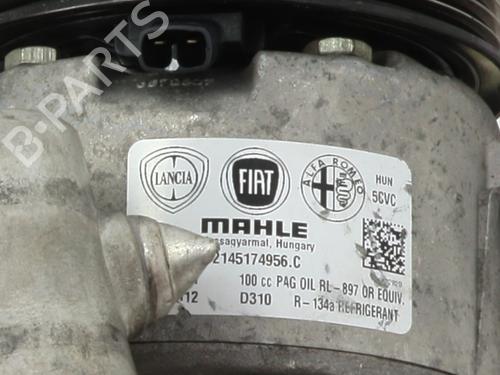 B-PARTS
LANCIA
FIAT
ALFA ROMEO
HUN
5CVC
MAHLE
Hungary
2145174956.C
100 cc PAG OIL RL-897 OR EQUIV.
D310 R-134a REFRIGERANT